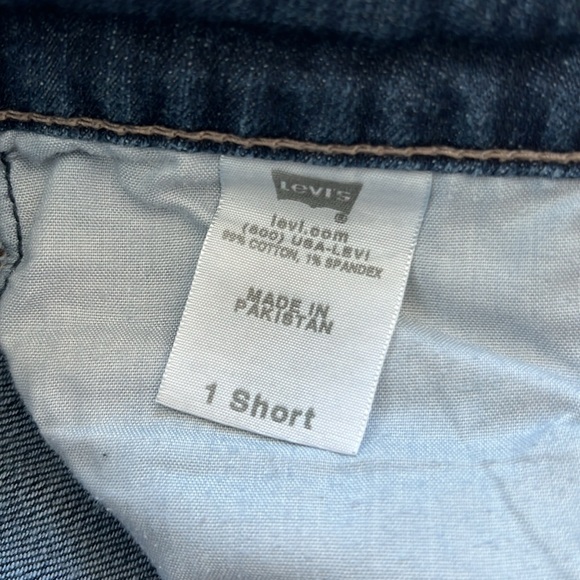 LEVI'S
®
levi.com
(800) USA-LEVI
99% COTTON, 1% SPANDEX
MADE IN
PAKISTAN
1 Short